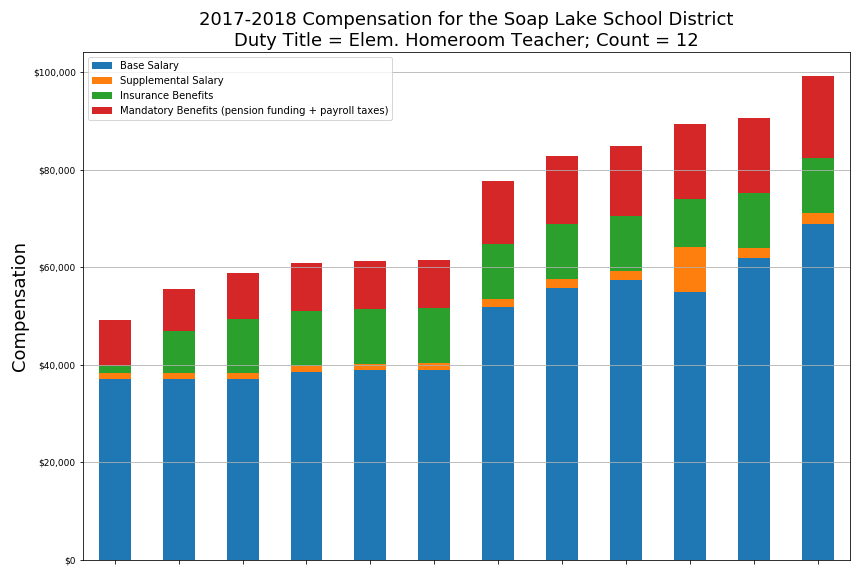 2017-2018 Compensation for the Soap Lake School District
Duty Title = Elem. Homeroom Teacher; Count = 12
Base Salary
Supplemental Salary
Insurance Benefits
Mandatory Benefits (pension funding + payroll taxes)
$100,000
$80,000
$60,000
$40,000
$20,000
$0
Compensation